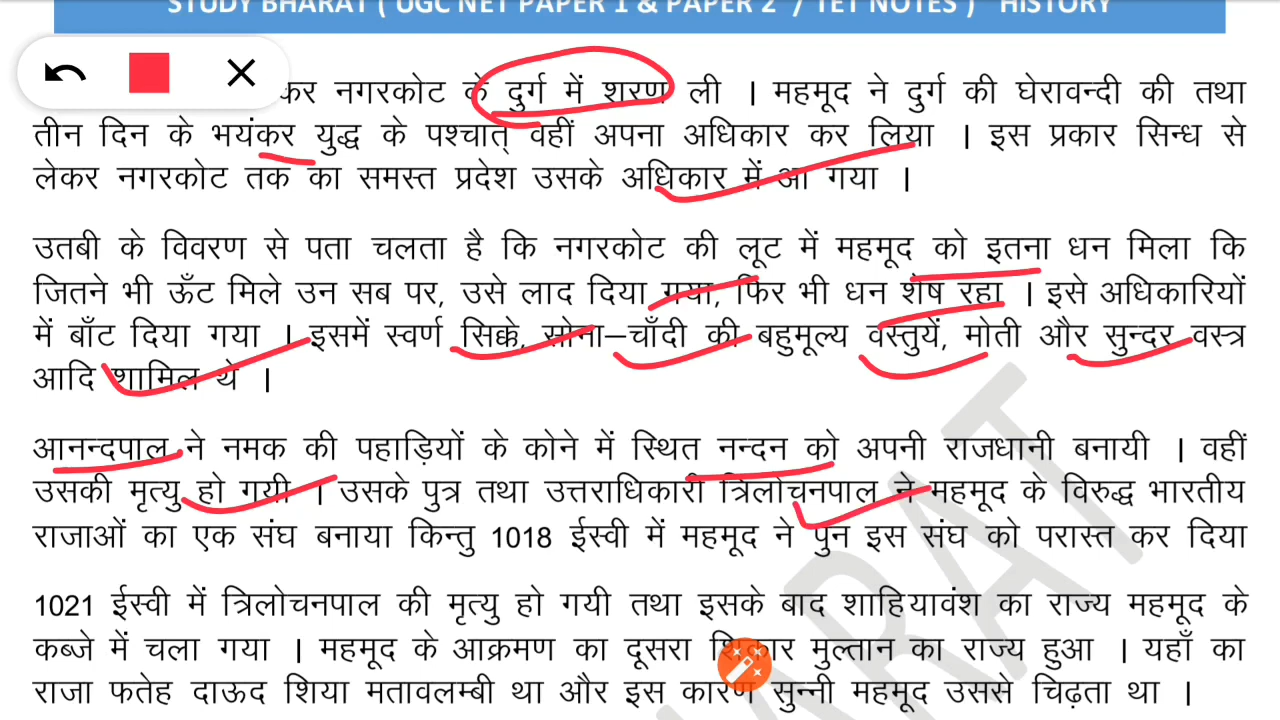 STUDY BHARAT ( UGC NET PAPER 1 & PAPER 2 / TET NOTES ) HISTORY
कर नगरकोट के दुर्ग में शरण ली । महमूद ने दुर्ग की घेरावन्दी की तथा
तीन दिन के भयंकर युद्ध के पश्चात् वहीं अपना अधिकार कर लिया । इस प्रकार सिन्ध से
लेकर नगरकोट तक का समस्त प्रदेश उसके अधिकार में आ गया ।
उतबी के विवरण से पता चलता है कि नगरकोट की लूट में महमूद को इतना धन मिला कि
जितने भी ऊँट मिले उन सब पर, उसे लाद दिया गया, फिर भी धन शेष रहा । इसे अधिकारियों
में बाँट दिया गया । इसमें स्वर्ण सिक्के, सोना–चाँदी की बहुमूल्य वस्तुयें, मोती और सुन्दर वस्त्र
आदि शामिल थे ।
आनन्दपाल ने नमक की पहाड़ियों के कोने में स्थित नन्दन को अपनी राजधानी बनायी । वहीं
उसकी मृत्यु हो गयी । उसके पुत्र तथा उत्तराधिकारी त्रिलोचनपाल ने महमूद के विरुद्ध भारतीय
राजाओं का एक संघ बनाया किन्तु 1018 ईस्वी में महमूद ने पुन इस संघ को परास्त कर दिया
1021 ईस्वी में त्रिलोचनपाल की मृत्यु हो गयी तथा इसके बाद शाहियावंश का राज्य महमूद के
कब्जे में चला गया । महमूद के आक्रमण का दूसरा शिकार मुल्तान का राज्य हुआ । यहाँ का
राजा फतेह दाऊद शिया मतावलम्बी था और इस कारण सुन्नी महमूद उससे चिढ़ता था ।